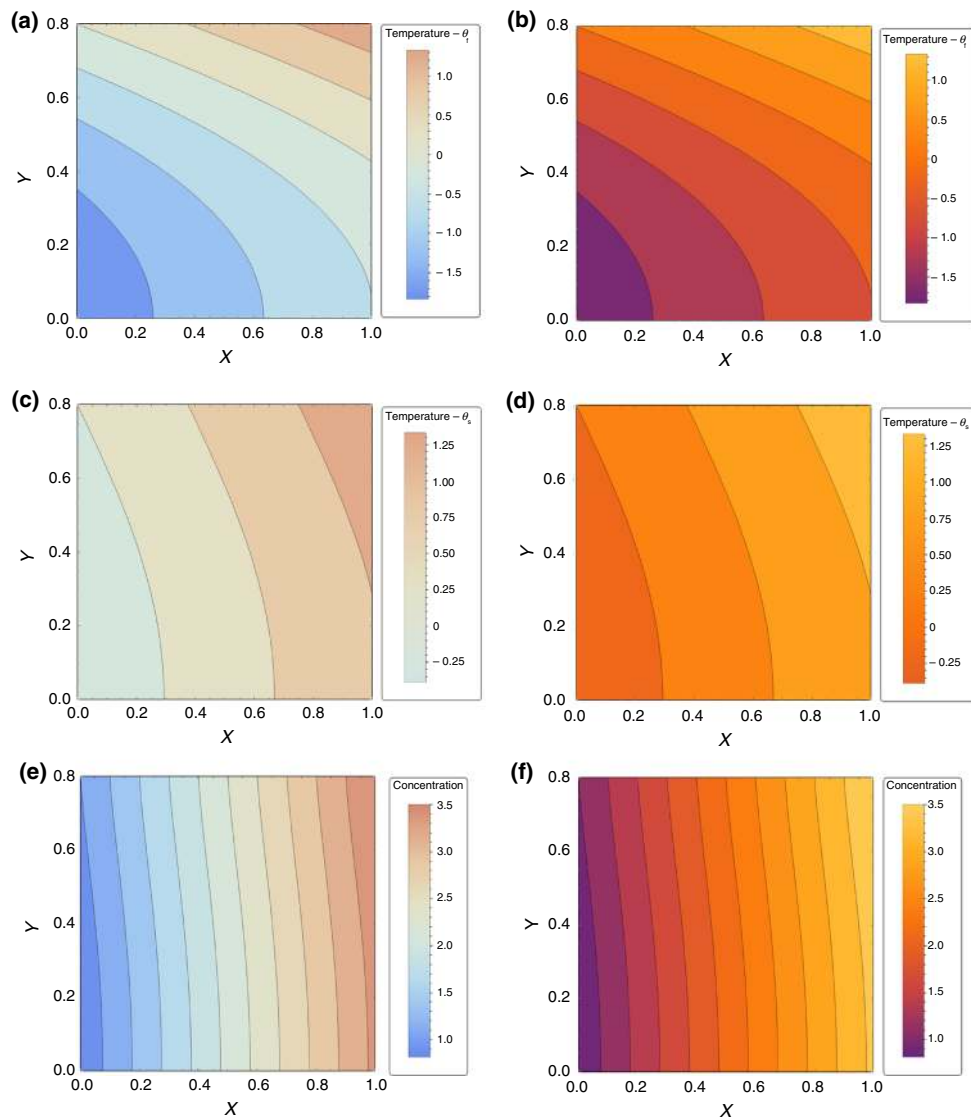 (a)
Temperature – θf
1.0
0.5
0
– 0.5
– 1.0
– 1.5
0.8
0.6
0.4
0.2
0.0
Y
0.0 0.2 0.4 0.6 0.8 1.0
X
(b)
Temperature – θf
1.0
0.5
0
– 0.5
– 1.0
– 1.5
0.8
0.6
0.4
0.2
0.0
Y
0.0 0.2 0.4 0.6 0.8 1.0
X
(c)
Temperature – θs
1.25
1.00
0.75
0.50
0.25
0
– 0.25
0.8
0.6
0.4
0.2
0.0
Y
0.0 0.2 0.4 0.6 0.8 1.0
X
(d)
Temperature – θs
1.25
1.00
0.75
0.50
0.25
0
– 0.25
0.8
0.6
0.4
0.2
0.0
Y
0.0 0.2 0.4 0.6 0.8 1.0
X
(e)
Concentration
3.5
3.0
2.5
2.0
1.5
1.0
0.8
0.6
0.4
0.2
0.0
Y
0.0 0.2 0.4 0.6 0.8 1.0
X
(f)
Concentration
3.5
3.0
2.5
2.0
1.5
1.0
0.8
0.6
0.4
0.2
0.0
Y
0.0 0.2 0.4 0.6 0.8 1.0
X